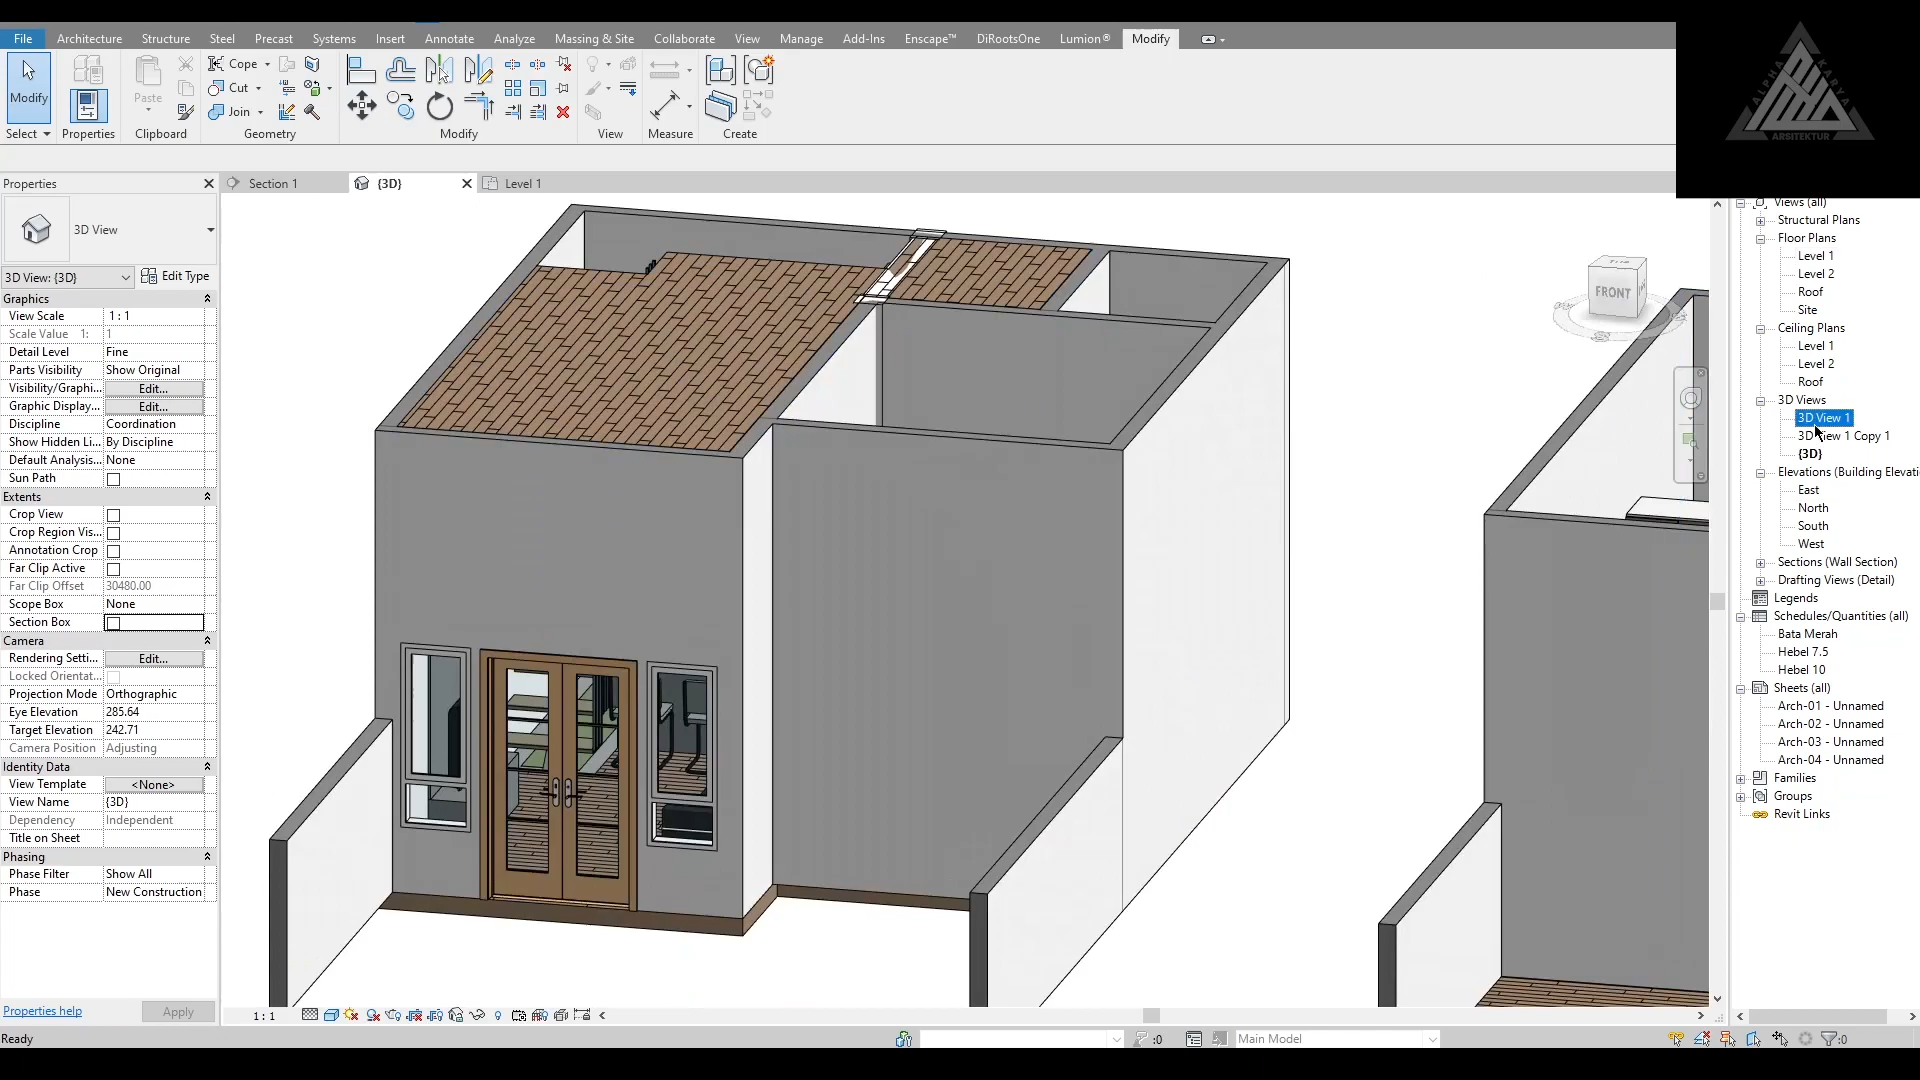 File Architecture Structure Steel Precast Systems Insert Annotate Analyze Massing & Site Collaborate View Manage Add-Ins Enscape™ DiRootsOne Lumion® Modify
Modify
Paste
Cope
Cut
Join
Select Properties Clipboard Geometry Modify View Measure Create
ALPHA KARYA
ARSITEKTUR
Properties
Section 1
{3D}
Level 1
3D View
3D View: {3D}
Edit Type
Graphics
View Scale 1 : 1
Scale Value 1: 1
Detail Level Fine
Parts Visibility Show Original
Visibility/Graphi... Edit...
Graphic Display... Edit...
Discipline Coordination
Show Hidden Li... By Discipline
Default Analysis... None
Sun Path
Extents
Crop View
Crop Region Vis...
Annotation Crop
Far Clip Active
Far Clip Offset 30480.00
Scope Box None
Section Box
Camera
Rendering Setti... Edit...
Locked Orientat...
Projection Mode Orthographic
Eye Elevation 285.64
Target Elevation 242.71
Camera Position Adjusting
Identity Data
View Template <None>
View Name {3D}
Dependency Independent
Title on Sheet
Phasing
Phase Filter Show All
Phase New Construction
Properties help
Apply
FRONT
Views (all)
Structural Plans
Floor Plans
Level 1
Level 2
Roof
Site
Ceiling Plans
Level 1
Level 2
Roof
3D Views
3D View 1
3D View 1 Copy 1
{3D}
Elevations (Building Elevati
East
North
South
West
Sections (Wall Section)
Drafting Views (Detail)
Legends
Schedules/Quantities (all)
Bata Merah
Hebel 7.5
Hebel 10
Sheets (all)
Arch-01 - Unnamed
Arch-02 - Unnamed
Arch-03 - Unnamed
Arch-04 - Unnamed
Families
Groups
Revit Links
1 : 1
Ready
:0
Main Model
:0